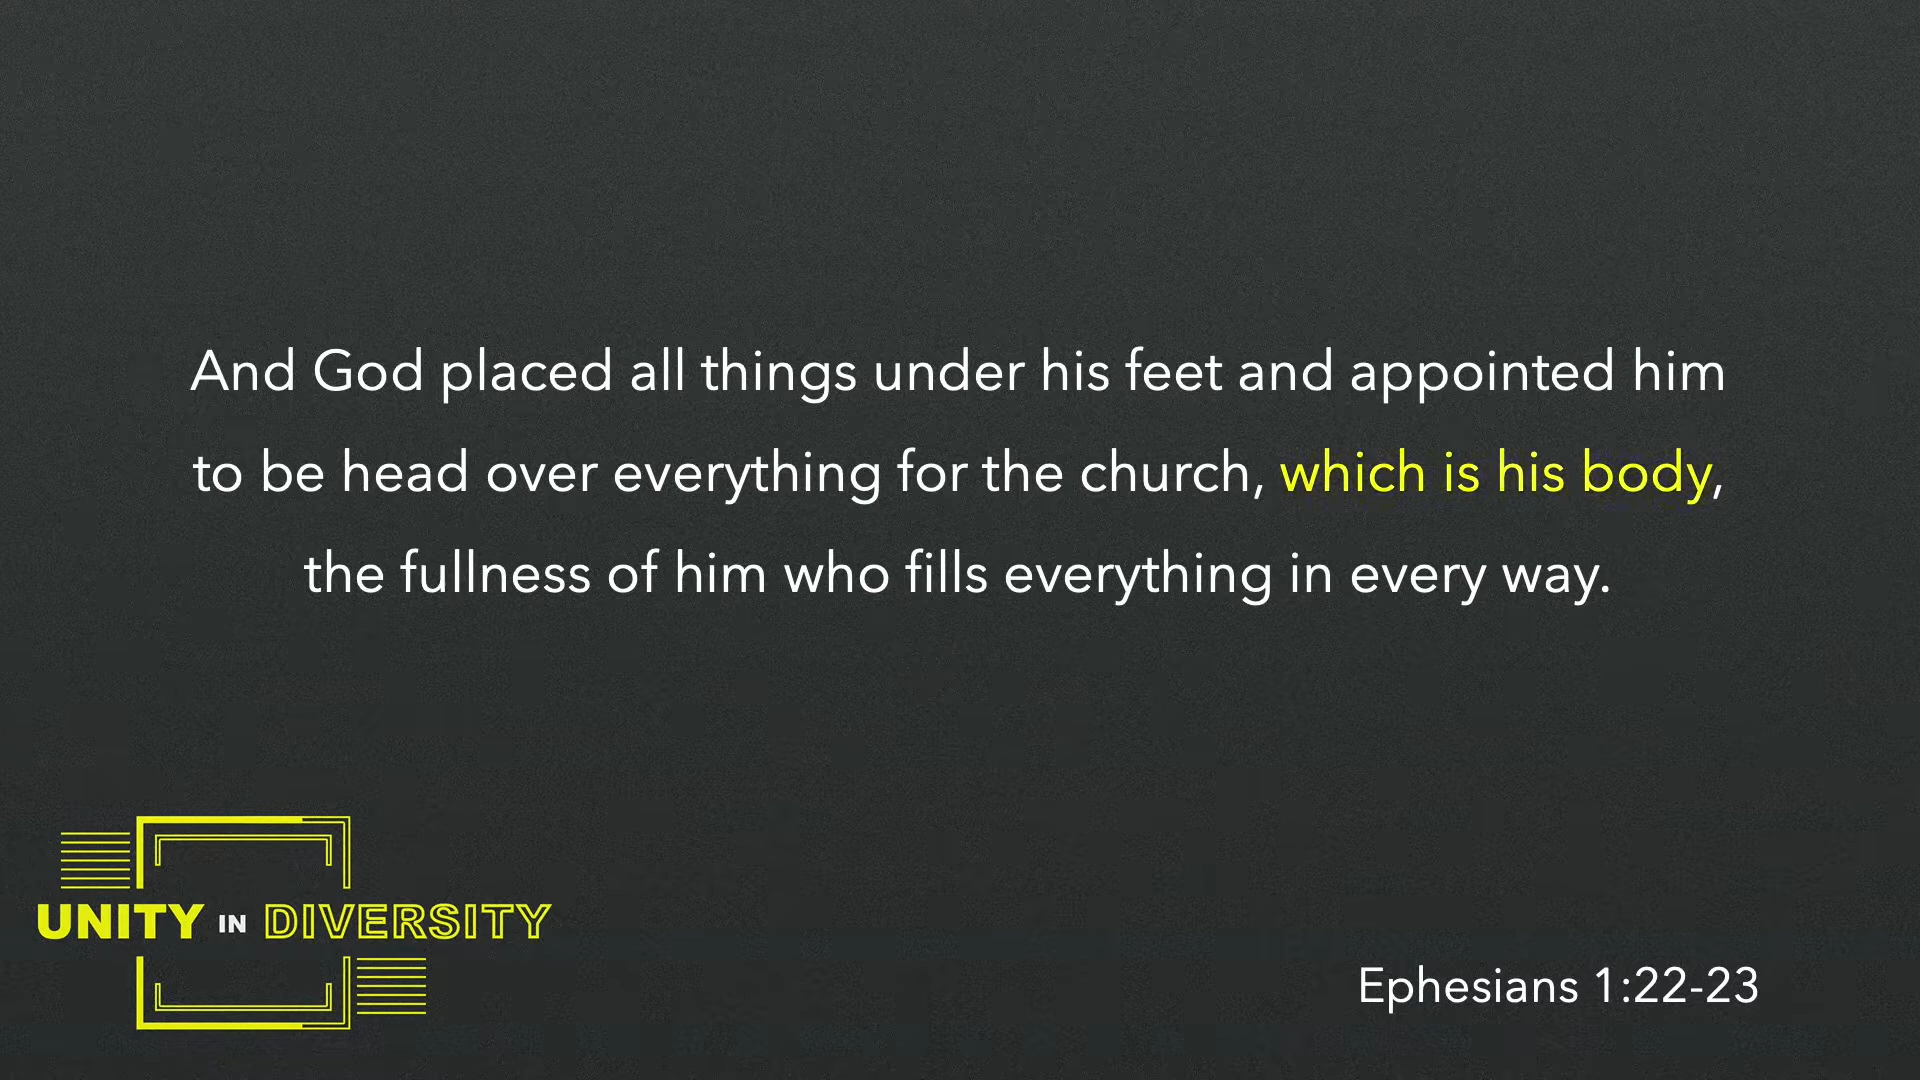 And God placed all things under his feet and appointed him
to be head over everything for the church, which is his body,
the fullness of him who fills everything in every way.
UNITY IN DIVERSITY
Ephesians 1:22-23